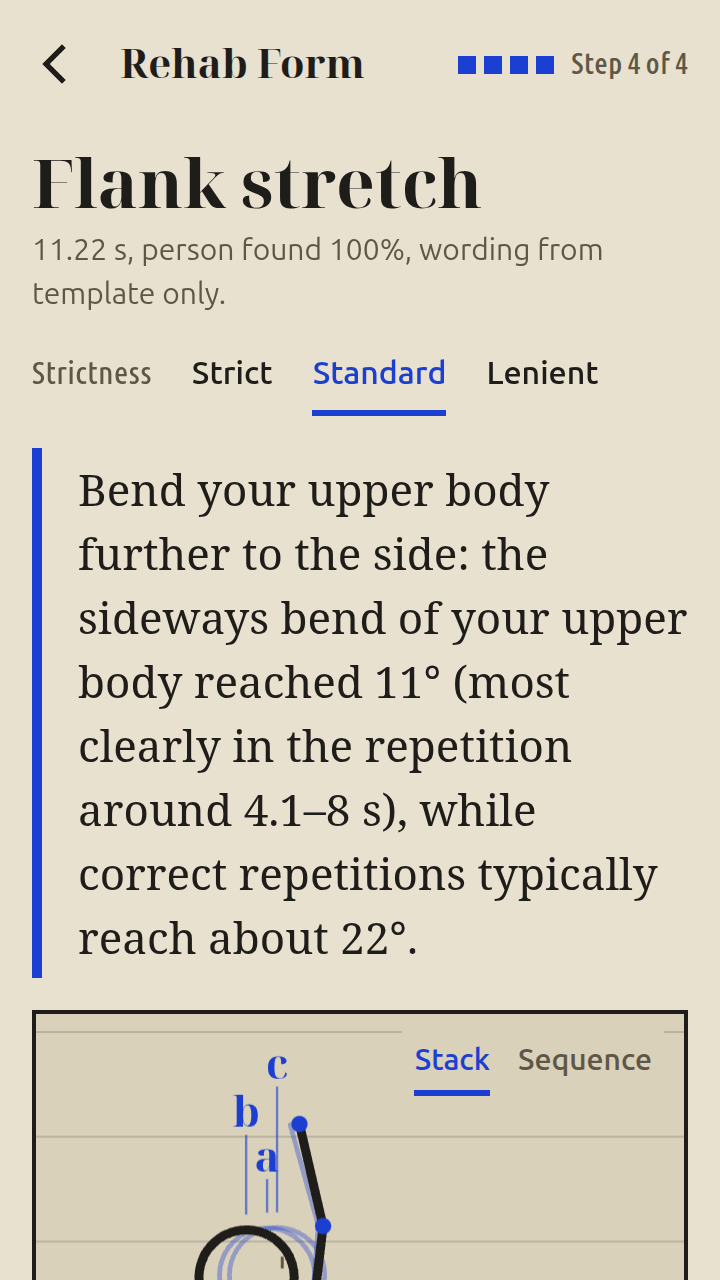 Rehab Form
Step 4 of 4
Flank stretch
11.22 s, person found 100%, wording from
template only.
Strictness Strict Standard Lenient
Bend your upper body
further to the side: the
sideways bend of your upper
body reached 11° (most
clearly in the repetition
around 4.1–8 s), while
correct repetitions typically
reach about 22°.
Stack Sequence
c
b
a